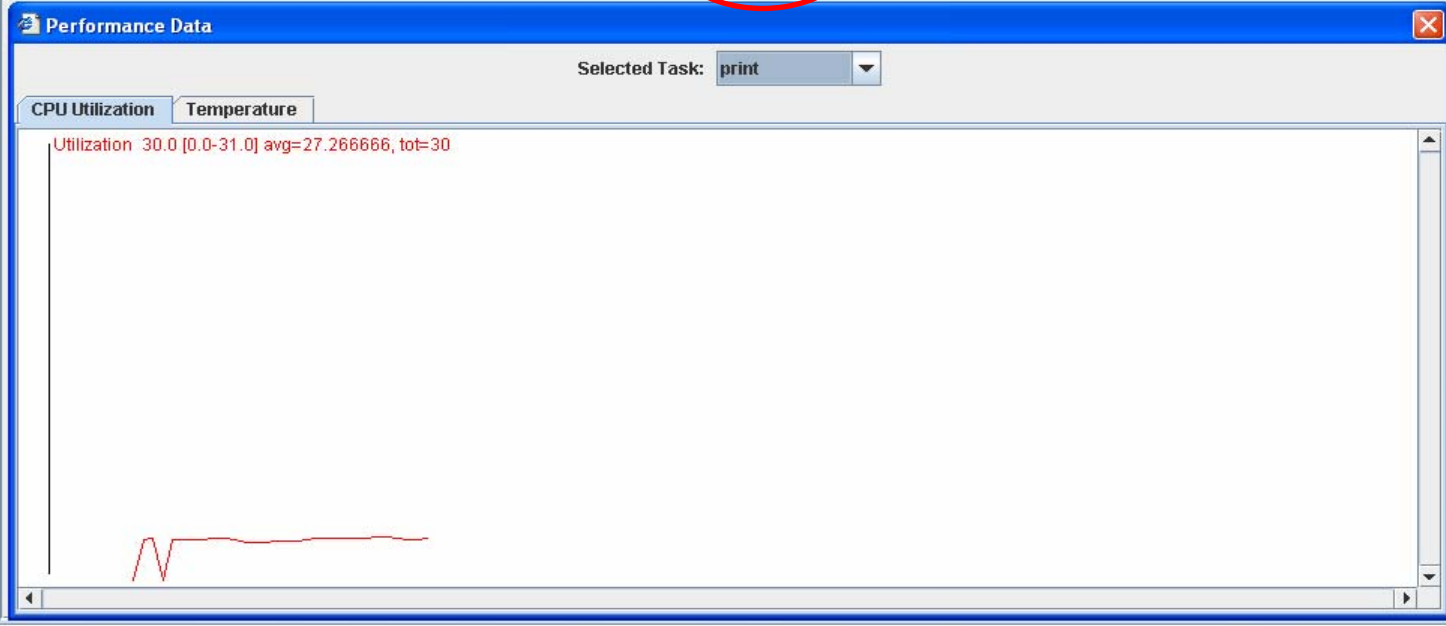 Performance Data
Selected Task: print
CPU Utilization Temperature
Utilization 30.0 [0.0-31.0] avg=27.266666, tot=30